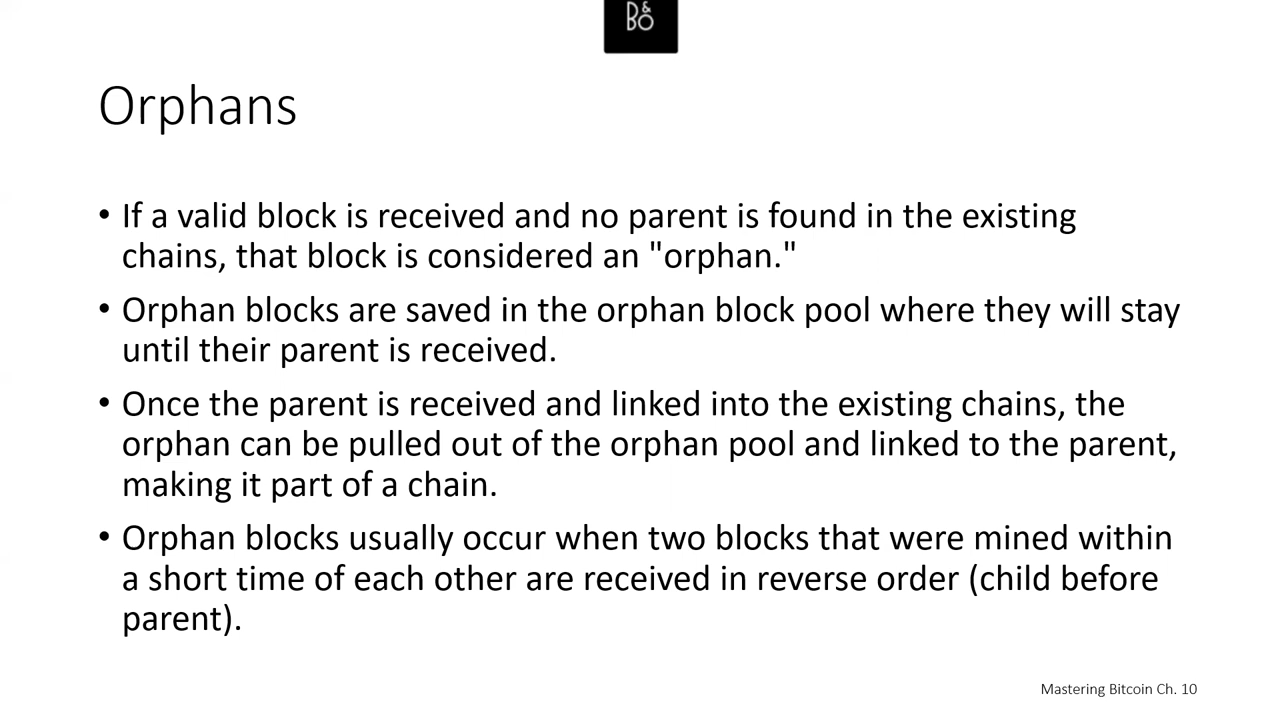 B&O
Orphans
• If a valid block is received and no parent is found in the existing
chains, that block is considered an "orphan."
• Orphan blocks are saved in the orphan block pool where they will stay
until their parent is received.
• Once the parent is received and linked into the existing chains, the
orphan can be pulled out of the orphan pool and linked to the parent,
making it part of a chain.
• Orphan blocks usually occur when two blocks that were mined within
a short time of each other are received in reverse order (child before
parent).
Mastering Bitcoin Ch. 10